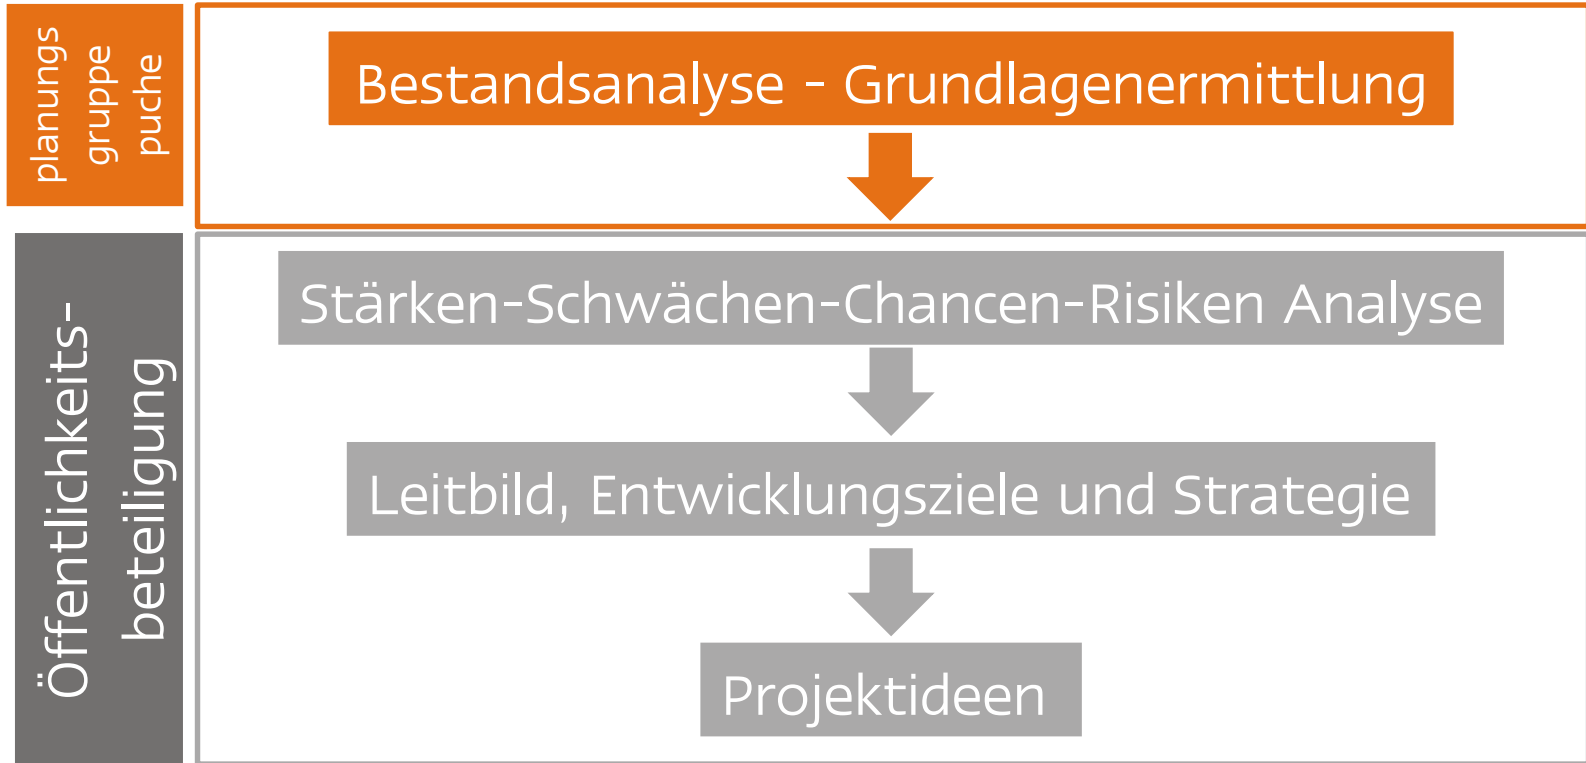 planungs
gruppe
puche
Bestandsanalyse - Grundlagenermittlung
Öffentlichkeits-
beteiligung
Stärken-Schwächen-Chancen-Risiken Analyse
Leitbild, Entwicklungsziele und Strategie
Projektideen